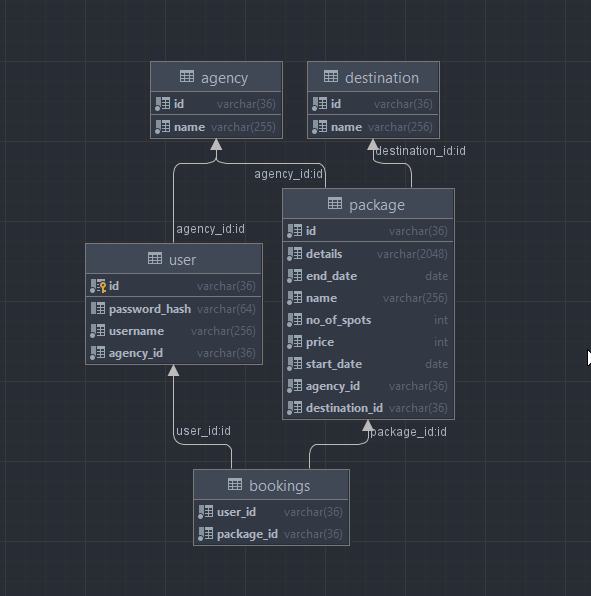 agency
id varchar(36)
name varchar(255)
destination
id varchar(36)
name varchar(256)
destination_id:id
agency_id:id
agency_id:id
package
id varchar(36)
details varchar(2048)
end_date date
name varchar(256)
no_of_spots int
price int
start_date date
agency_id varchar(36)
destination_id varchar(36)
user
id varchar(36)
password_hash varchar(64)
username varchar(256)
agency_id varchar(36)
user_id:id
package_id:id
bookings
user_id varchar(36)
package_id varchar(36)